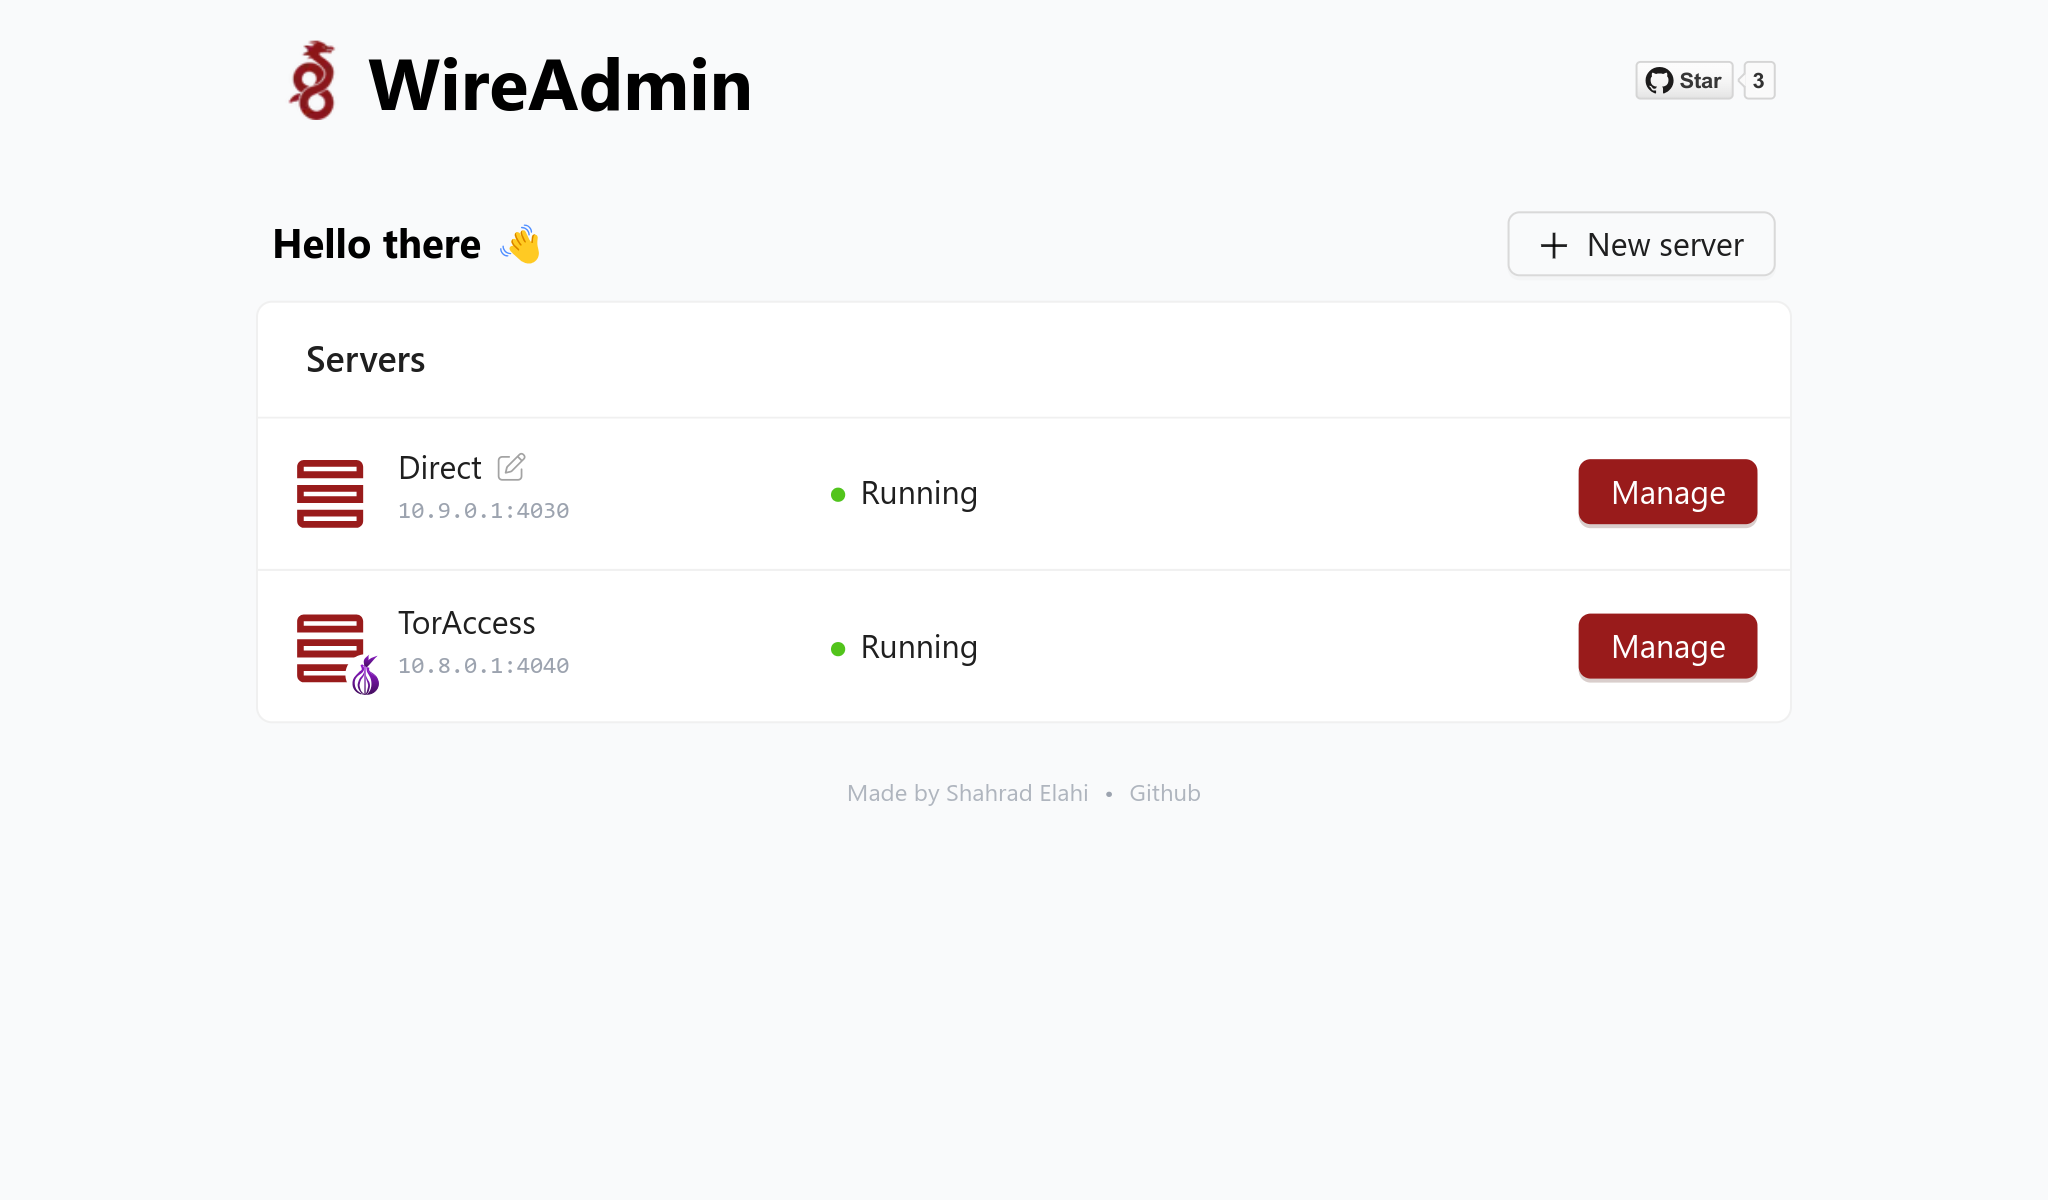 WireAdmin
Star 3
Hello there 👋
New server
Servers
Direct
10.9.0.1:4030
Running
Manage
TorAccess
10.8.0.1:4040
Running
Manage
Made by Shahrad Elahi • Github